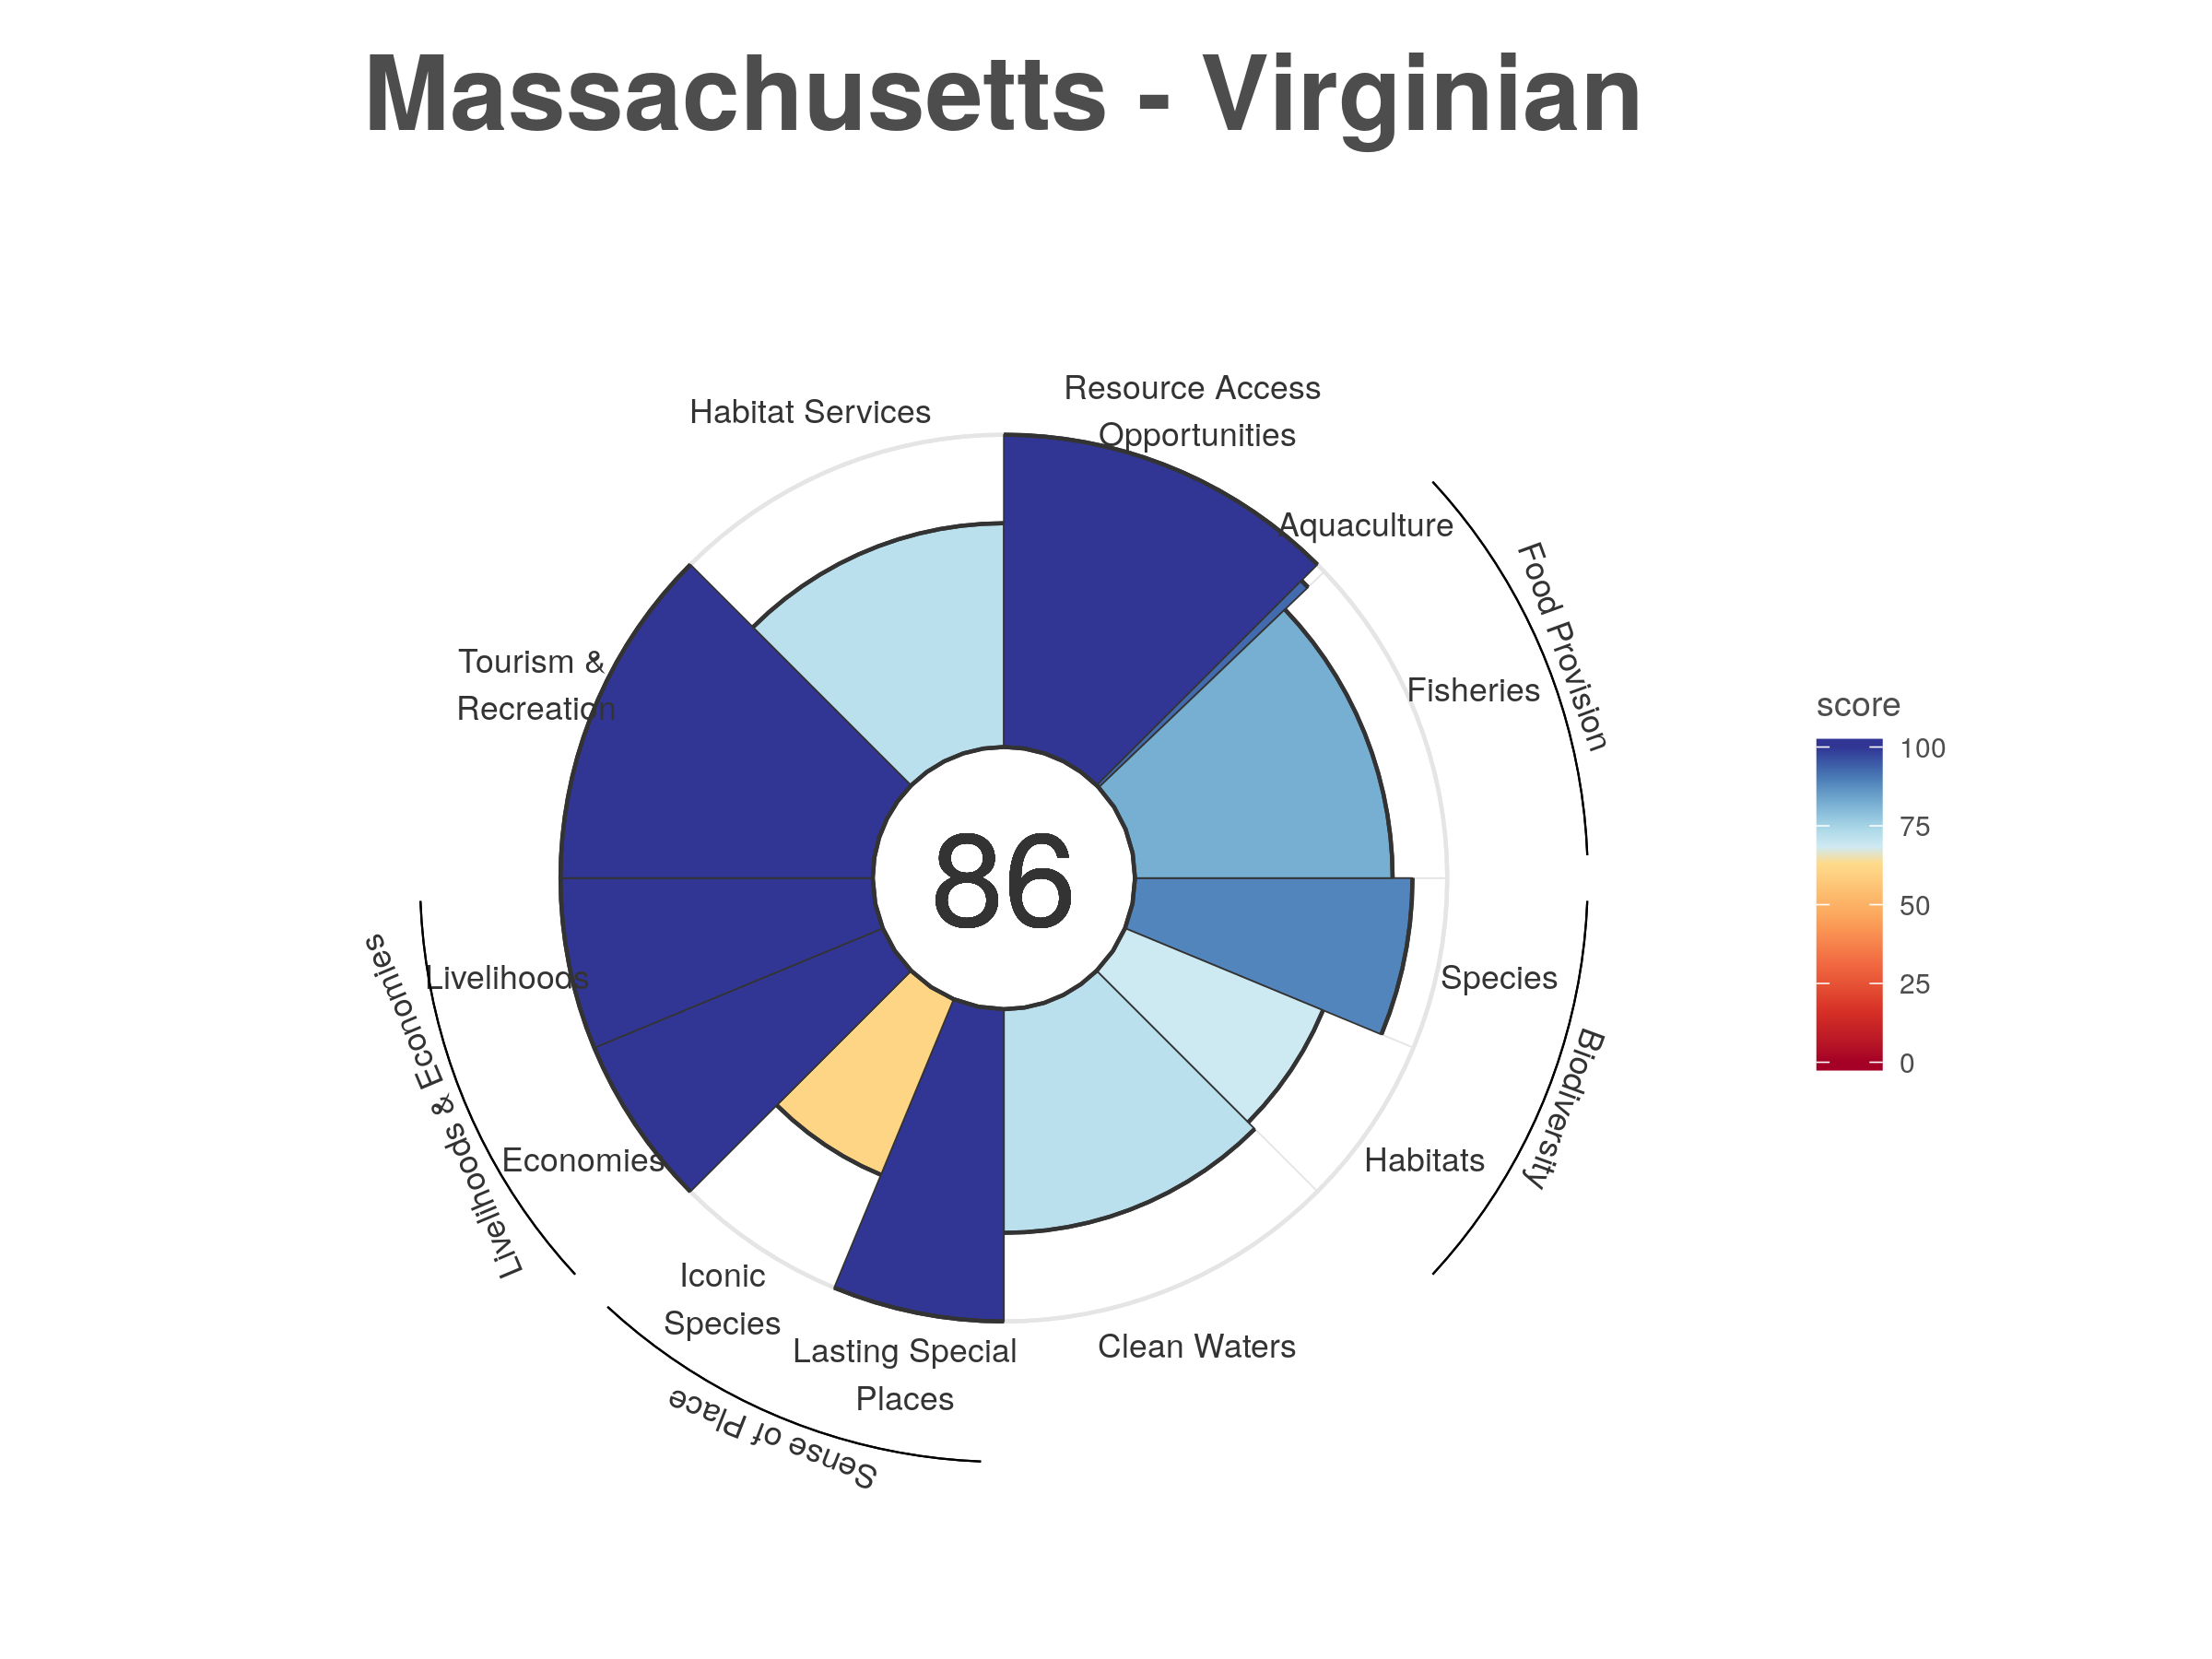 Massachusetts - Virginian
Resource Access
Opportunities
Habitat Services
Aquaculture
Food Provision
Fisheries
Tourism &
Recreation
score
100
75
50
25
0
86
Species
Biodiversity
Habitats
Livelihoods
Livelihoods & Economies
Economies
Iconic
Species
Lasting Special
Places
Sense of Place
Clean Waters